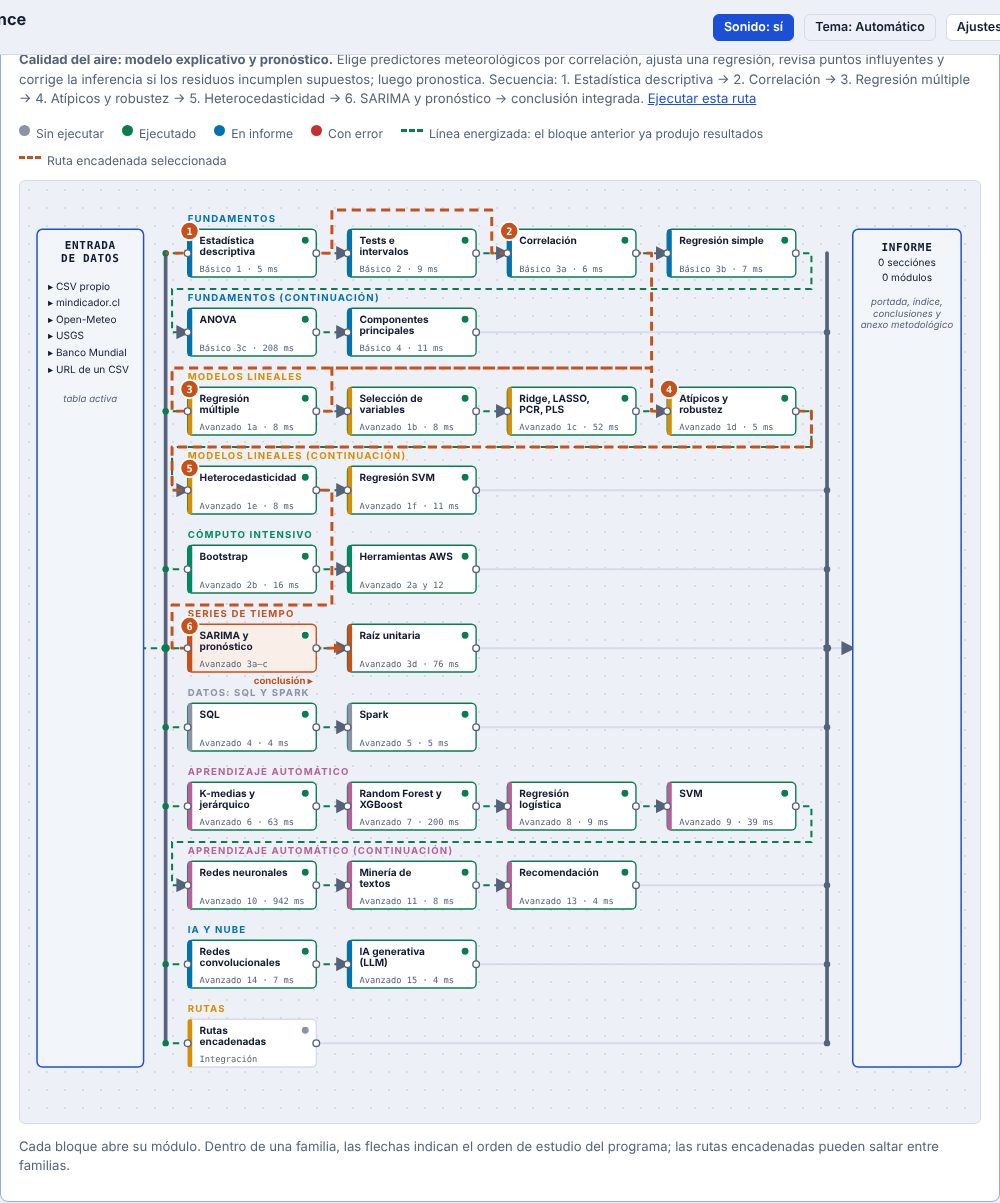 nce
Sonido: sí
Tema: Automático
Ajustes
Calidad del aire: modelo explicativo y pronóstico. Elige predictores meteorológicos por correlación, ajusta una regresión, revisa puntos influyentes y
corrige la inferencia si los residuos incumplen supuestos; luego pronostica. Secuencia: 1. Estadística descriptiva → 2. Correlación → 3. Regresión múltiple
→ 4. Atípicos y robustez → 5. Heterocedasticidad → 6. SARIMA y pronóstico → conclusión integrada. Ejecutar esta ruta
Sin ejecutar
Ejecutado
En informe
Con error
Línea energizada: el bloque anterior ya produjo resultados
Ruta encadenada seleccionada
ENTRADA
DE DATOS
▸ CSV propio
▸ mindicador.cl
▸ Open-Meteo
▸ USGS
▸ Banco Mundial
▸ URL de un CSV
tabla activa
FUNDAMENTOS
1
Estadística
descriptiva
Básico 1 · 5 ms
Tests e
intervalos
Básico 2 · 9 ms
2
Correlación
Básico 3a · 6 ms
Regresión simple
Básico 3b · 7 ms
FUNDAMENTOS (CONTINUACIÓN)
ANOVA
Básico 3c · 208 ms
Componentes
principales
Básico 4 · 11 ms
MODELOS LINEALES
3
Regresión
múltiple
Avanzado 1a · 8 ms
Selección de
variables
Avanzado 1b · 8 ms
Ridge, LASSO,
PCR, PLS
Avanzado 1c · 52 ms
4
Atípicos y
robustez
Avanzado 1d · 5 ms
MODELOS LINEALES (CONTINUACIÓN)
5
Heterocedasticidad
Avanzado 1e · 8 ms
Regresión SVM
Avanzado 1f · 11 ms
CÓMPUTO INTENSIVO
Bootstrap
Avanzado 2b · 16 ms
Herramientas AWS
Avanzado 2a y 12
SERIES DE TIEMPO
6
SARIMA y
pronóstico
Avanzado 3a–c
conclusión ▸
Raíz unitaria
Avanzado 3d · 76 ms
DATOS: SQL Y SPARK
SQL
Avanzado 4 · 4 ms
Spark
Avanzado 5 · 5 ms
APRENDIZAJE AUTOMÁTICO
K-medias y
jerárquico
Avanzado 6 · 63 ms
Random Forest y
XGBoost
Avanzado 7 · 200 ms
Regresión
logística
Avanzado 8 · 9 ms
SVM
Avanzado 9 · 39 ms
APRENDIZAJE AUTOMÁTICO (CONTINUACIÓN)
Redes neuronales
Avanzado 10 · 942 ms
Minería de
textos
Avanzado 11 · 8 ms
Recomendación
Avanzado 13 · 4 ms
IA Y NUBE
Redes
convolucionales
Avanzado 14 · 7 ms
IA generativa
(LLM)
Avanzado 15 · 4 ms
RUTAS
Rutas
encadenadas
Integración
INFORME
0 secciónes
0 módulos
portada, índice,
conclusiones y
anexo metodológico
Cada bloque abre su módulo. Dentro de una familia, las flechas indican el orden de estudio del programa; las rutas encadenadas pueden saltar entre
familias.